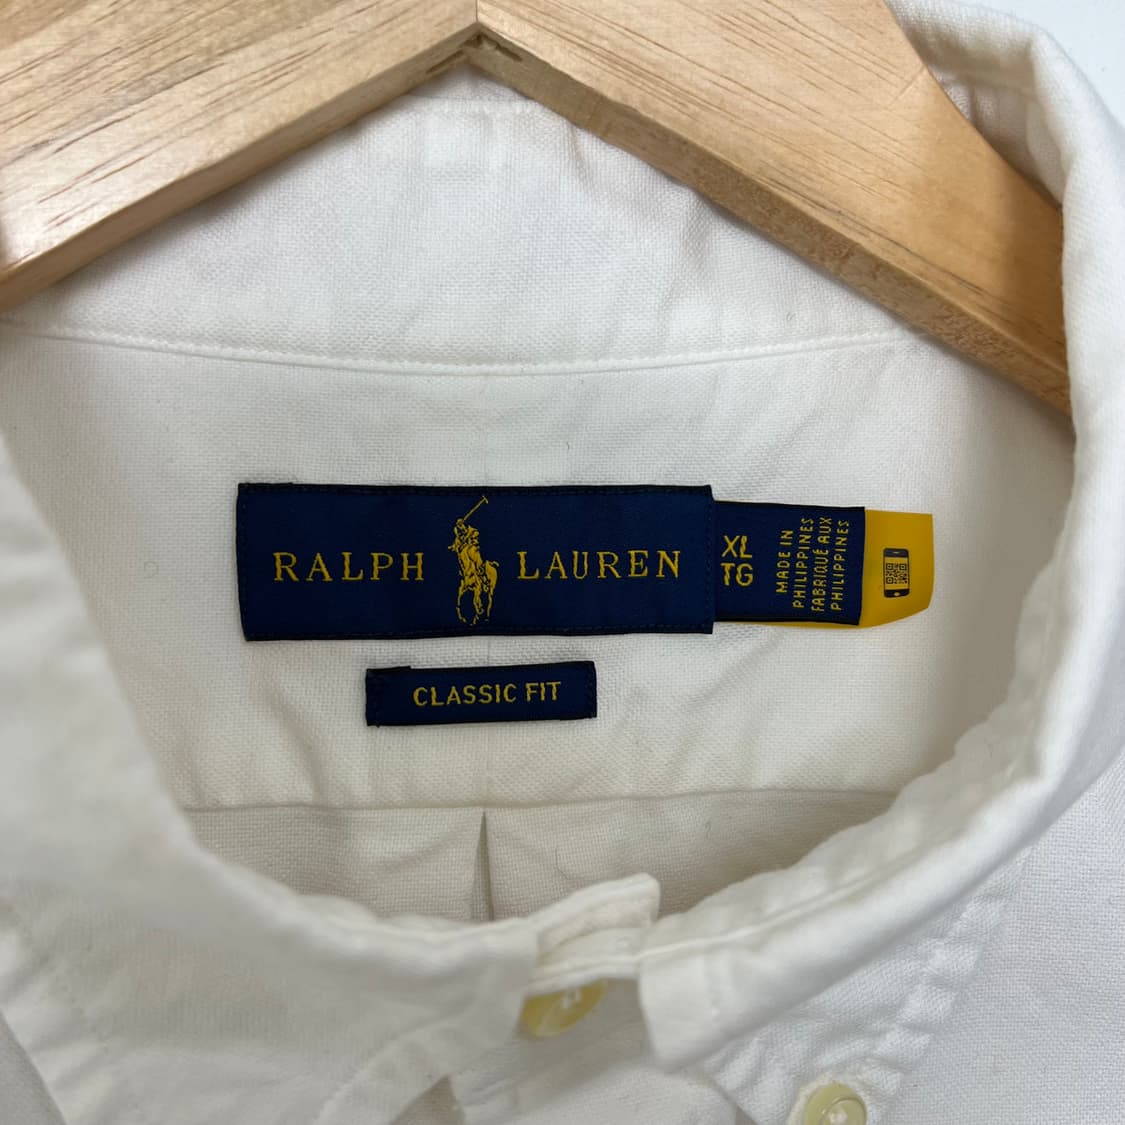 RALPH LAUREN
XL
TG
MADE IN
PHILIPPINES
FABRIQUÉ AUX
PHILIPPINES
CLASSIC FIT